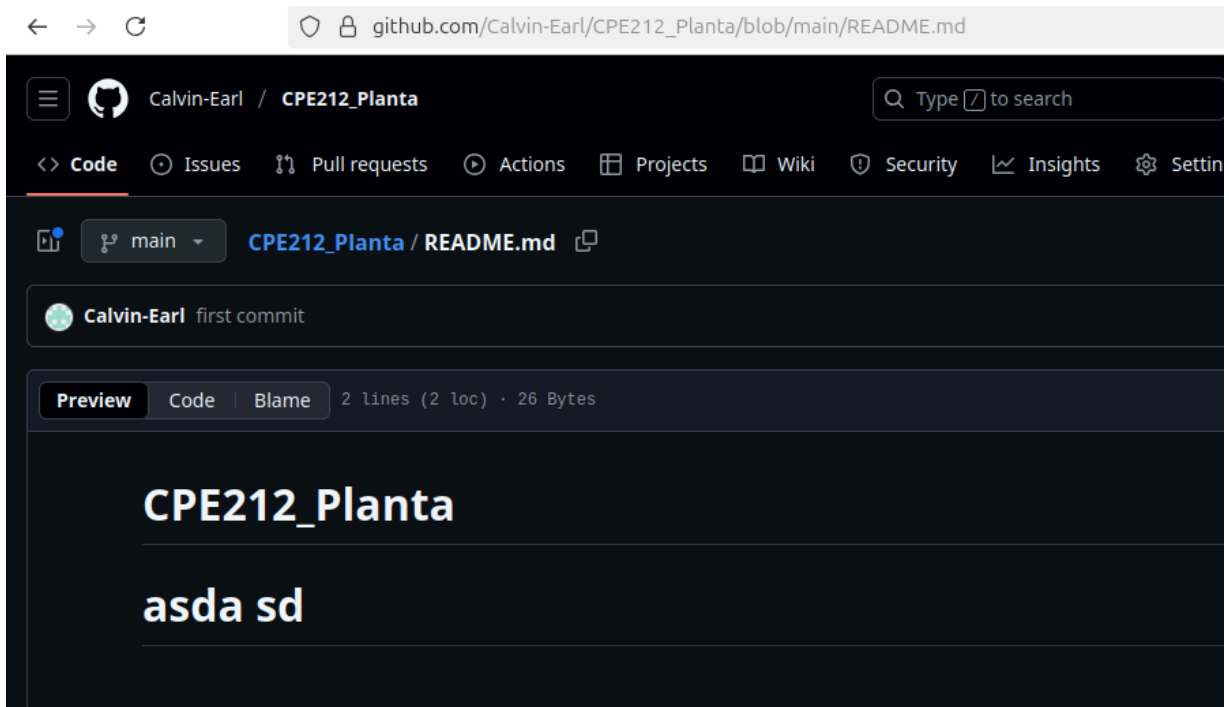 github.com/Calvin-Earl/CPE212_Planta/blob/main/README.md
Calvin-Earl / CPE212_Planta
Type / to search
Code Issues Pull requests Actions Projects Wiki Security Insights Settin
main CPE212_Planta / README.md
Calvin-Earl first commit
Preview Code Blame 2 lines (2 loc) · 26 Bytes
CPE212_Planta
asda sd